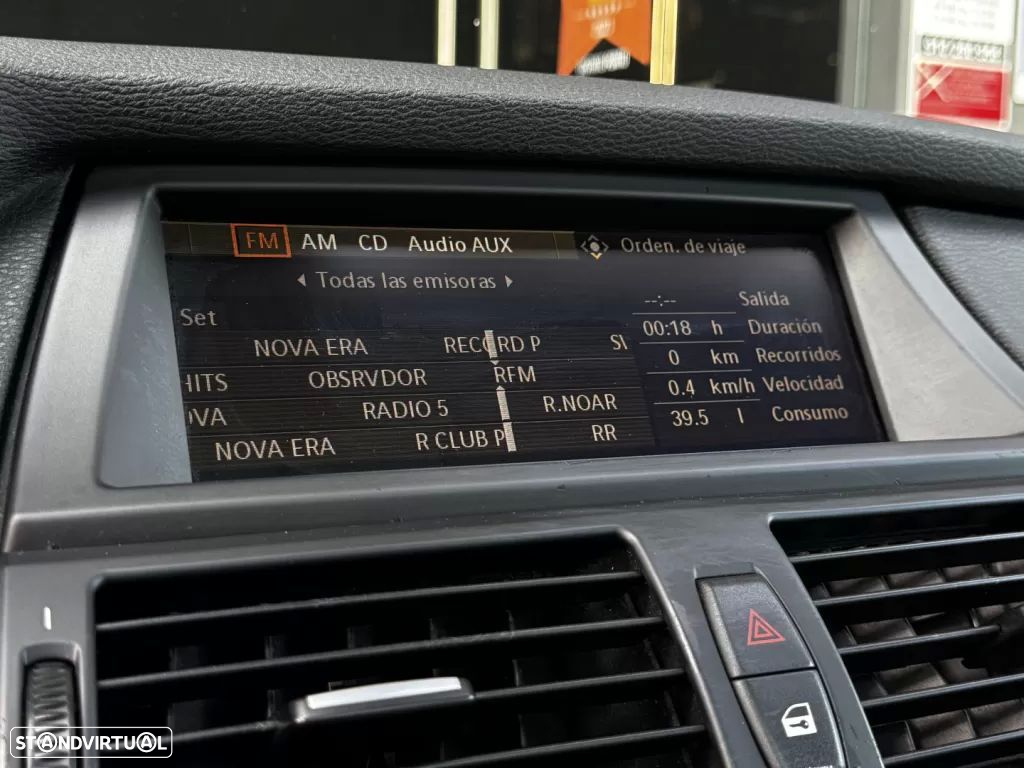 FM AM CD Audio AUX Orden. de viaje
Todas las emisoras
--:-- Salida
Set
00:18 h Duración
NOVA ERA RECORD P
0 km Recorridos
HITS OBSRVDOR RFM
0.4 km/h Velocidad
OVA RADIO 5 R.NOAR
39.5 l Consumo
NOVA ERA R CLUB P RR
STANDVIRTUAL